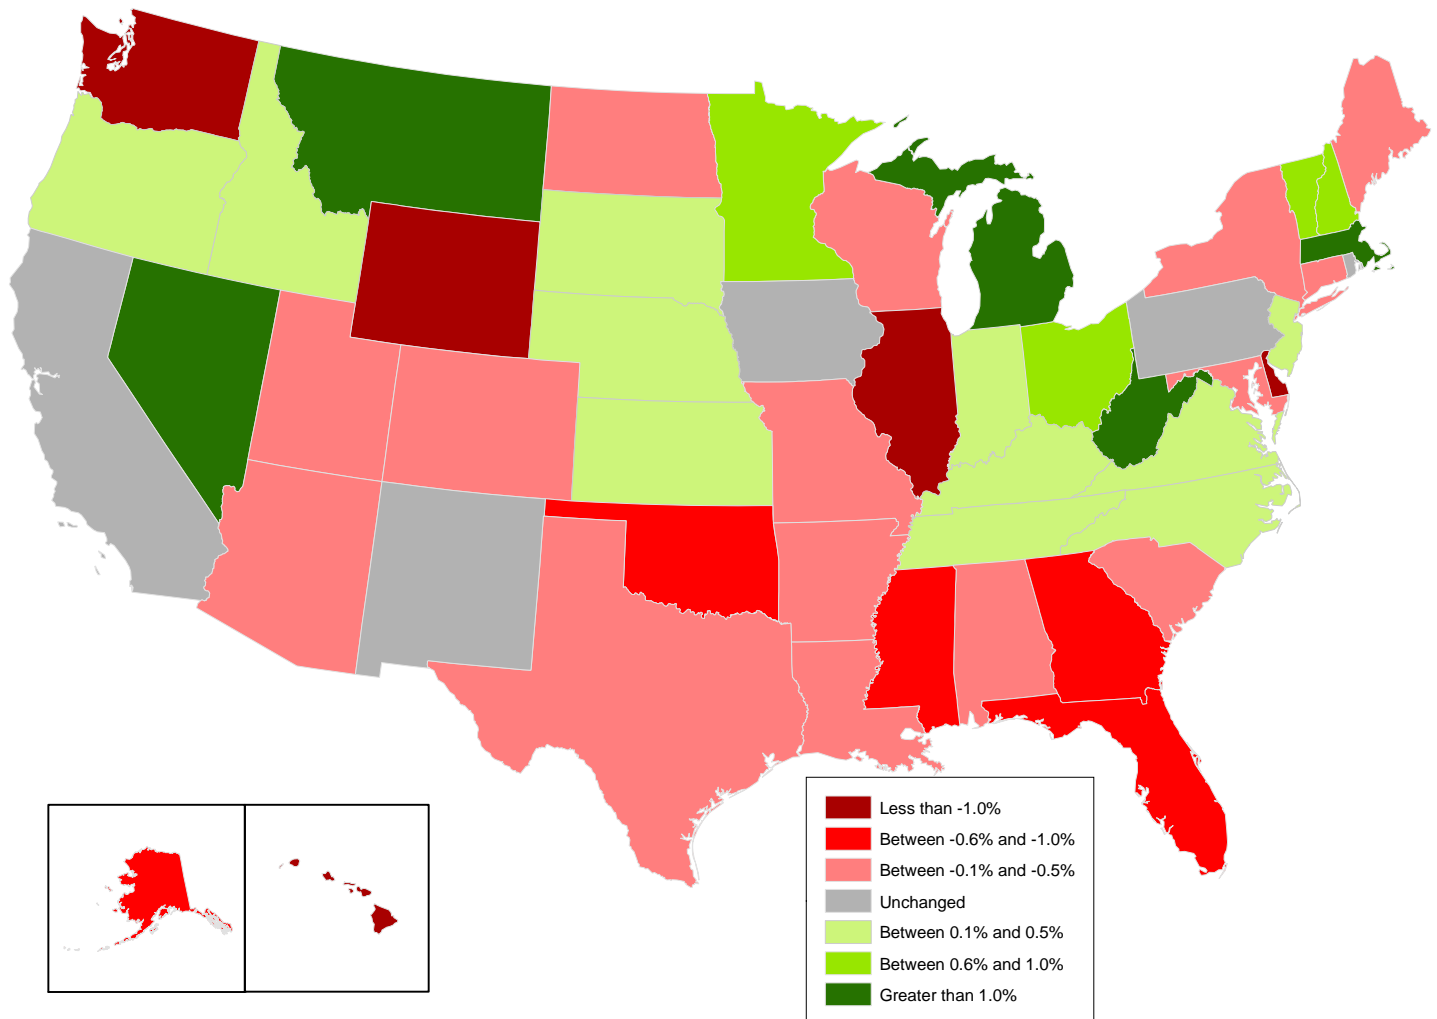 Less than -1.0%
Between -0.6% and -1.0%
Between -0.1% and -0.5%
Unchanged
Between 0.1% and 0.5%
Between 0.6% and 1.0%
Greater than 1.0%